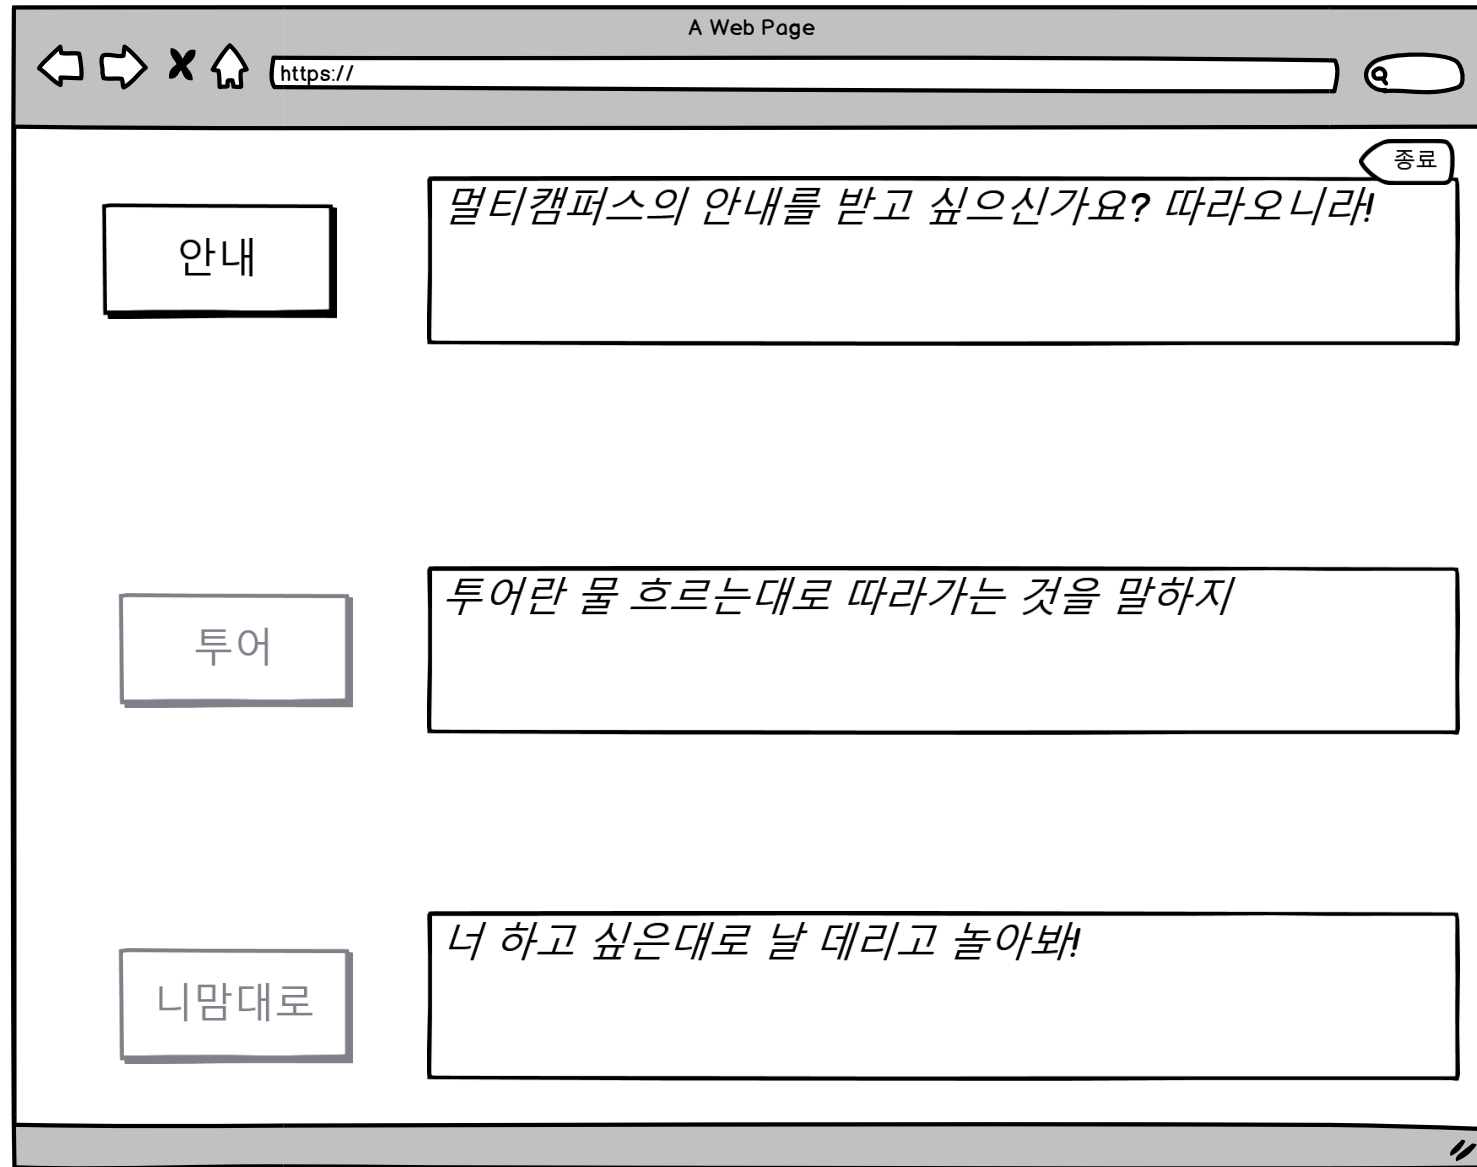 A Web Page
https://
종료
안내
멀티캠퍼스의 안내를 받고 싶으신가요? 따라오니라!
투어
투어란 물 흐르는대로 따라가는 것을 말하지
니맘대로
너 하고 싶은대로 날 데리고 놀아봐!